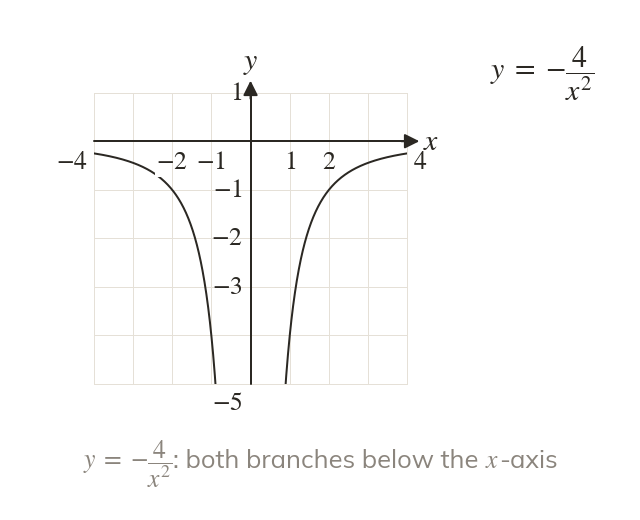 y = −4/x²
y
1
x
−4 −2 −1 1 2 4
−1
−2
−3
−5
y = −4/x²: both branches below the x-axis